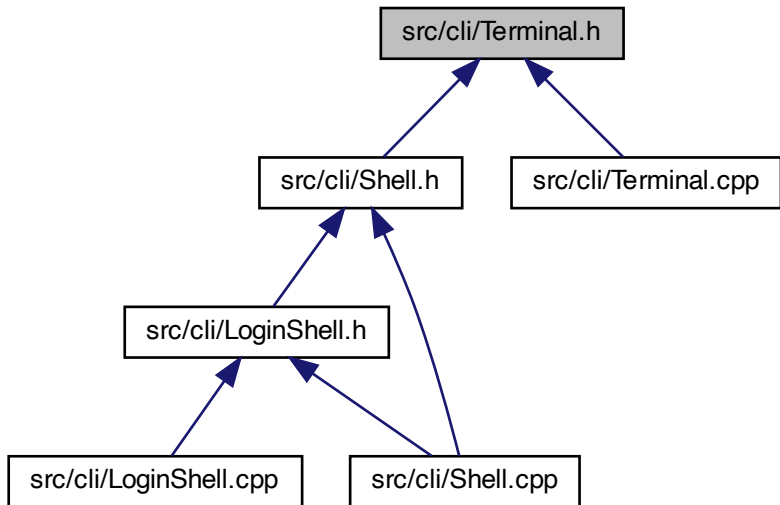 src/cli/Terminal.h
src/cli/Shell.h
src/cli/Terminal.cpp
src/cli/LoginShell.h
src/cli/LoginShell.cpp
src/cli/Shell.cpp